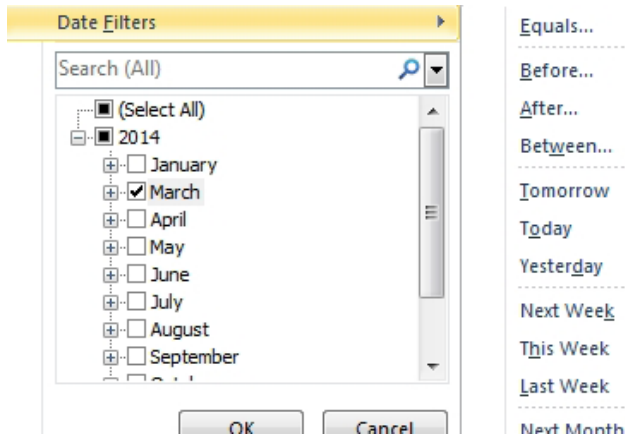 Date Filters
Search (All)
(Select All)
2014
January
March
April
May
June
July
August
September
OK
Cancel
Equals...
Before...
After...
Between...
Tomorrow
Today
Yesterday
Next Week
This Week
Last Week
Next Month